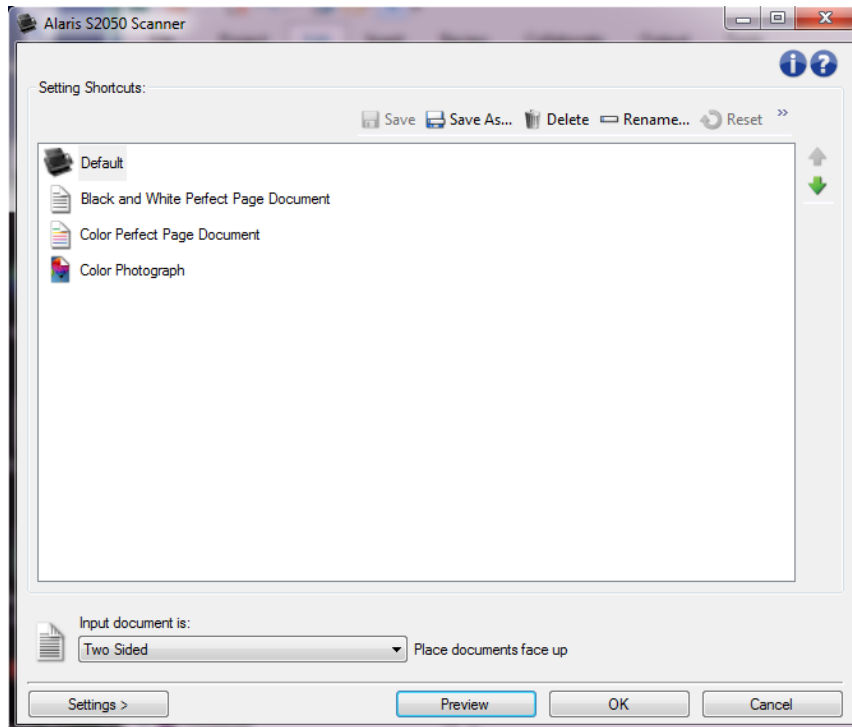 Alaris S2050 Scanner
Setting Shortcuts:
Save Save As... Delete Rename... Reset »
Default
Black and White Perfect Page Document
Color Perfect Page Document
Color Photograph
Input document is:
Two Sided Place documents face up
Settings > Preview OK Cancel